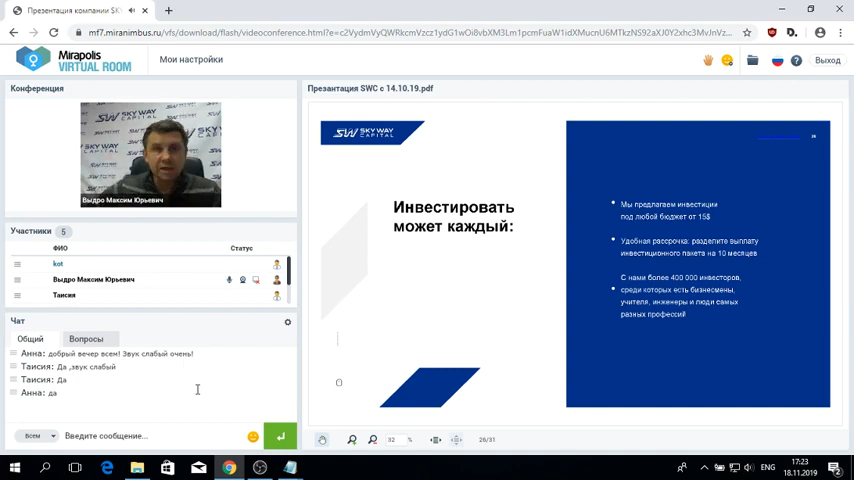 Презентация компании S
mf7.miranimbus.ru/vfs/download/flash/videoconference.html?
Mirapolis
VIRTUAL ROOM
Мои настройки
Выход
Конференция
SKY WAY
CAPITAL
Выдро Максим Юрьевич
Участники 5
ФИО Статус
kot
Выдро Максим Юрьевич
Таисия
Чат
Общий Вопросы
Анна: добрый вечер всем! Звук слабый очень!
Таисия: Да ,звук слабый
Таисия: Да
Анна: да
Всем Введите сообщение...
Презентация SWC с 14.10.19.pdf
SW SKY WAY
CAPITAL
Инвестировать
может каждый:
Мы предлагаем инвестиции
под любой бюджет от 15$
Удобная рассрочка: разделите выплату
инвестиционного пакета на 10 месяцев
С нами более 400 000 инвесторов,
среди которых есть бизнесмены,
учителя, инженеры и люди самых
разных профессий
32 % 26/31
ENG
17:23
18.11.2019